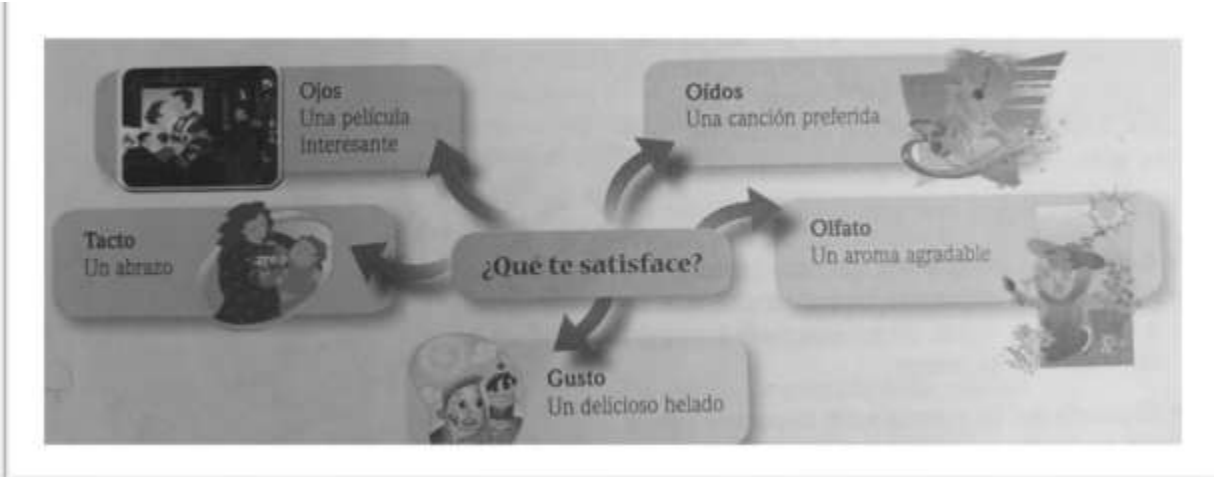 Ojos
Una película
interesante
Oídos
Una canción preferida
Tacto
Un abrazo
¿Qué te satisface?
Olfato
Un aroma agradable
Gusto
Un delicioso helado